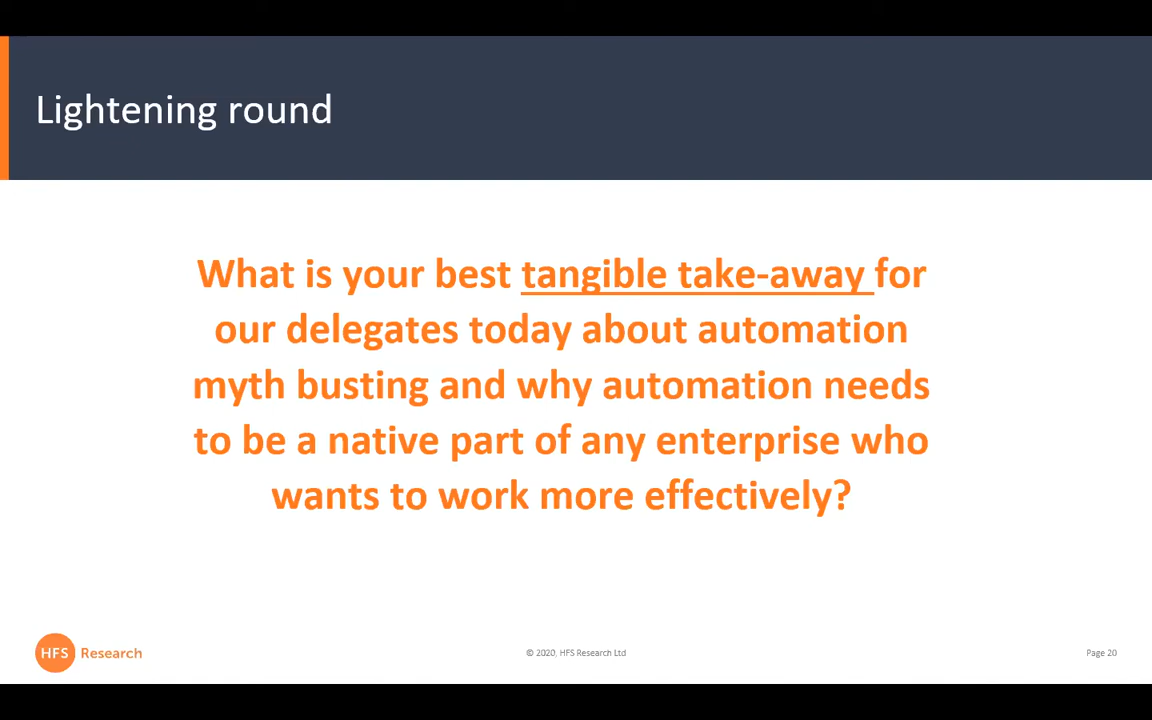 Lightening round
What is your best tangible take-away for
our delegates today about automation
myth busting and why automation needs
to be a native part of any enterprise who
wants to work more effectively?
HFS Research
© 2020, HFS Research Ltd
Page 20